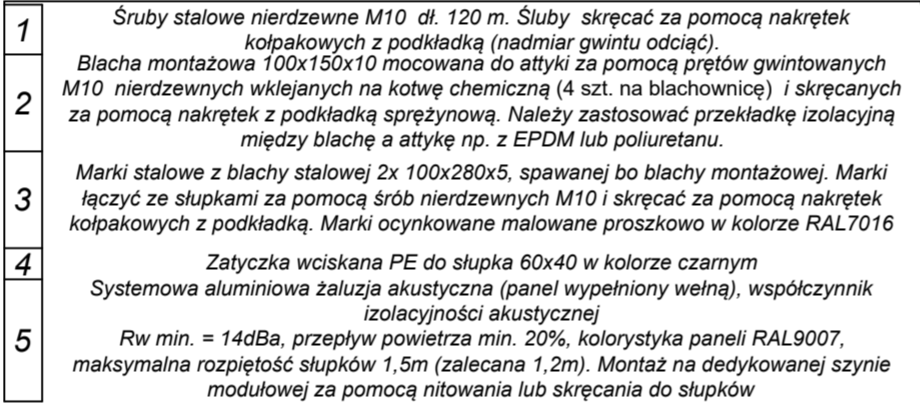 1
Śruby stalowe nierdzewne M10 dł. 120 m. Śluby skręcać za pomocą nakrętek
kołpakowych z podkładką (nadmiar gwintu odciąć).
2
Blacha montażowa 100x150x10 mocowana do attyki za pomocą prętów gwintowanych
M10 nierdzewnych wklejanych na kotwę chemiczną (4 szt. na blachownicę) i skręcanych
za pomocą nakrętek z podkładką sprężynową. Należy zastosować przekładkę izolacyjną
między blachę a attykę np. z EPDM lub poliuretanu.
3
Marki stalowe z blachy stalowej 2x 100x280x5, spawanej bo blachy montażowej. Marki
łączyć ze słupkami za pomocą śrób nierdzewnych M10 i skręcać za pomocą nakrętek
kołpakowych z podkładką. Marki ocynkowane malowane proszkowo w kolorze RAL7016
4
Zatyczka wciskana PE do słupka 60x40 w kolorze czarnym
5
Systemowa aluminiowa żaluzja akustyczna (panel wypełniony wełną), współczynnik
izolacyjności akustycznej
Rw min. = 14dBa, przepływ powietrza min. 20%, kolorystyka paneli RAL9007,
maksymalna rozpiętość słupków 1,5m (zalecana 1,2m). Montaż na dedykowanej szynie
modułowej za pomocą nitowania lub skręcania do słupków